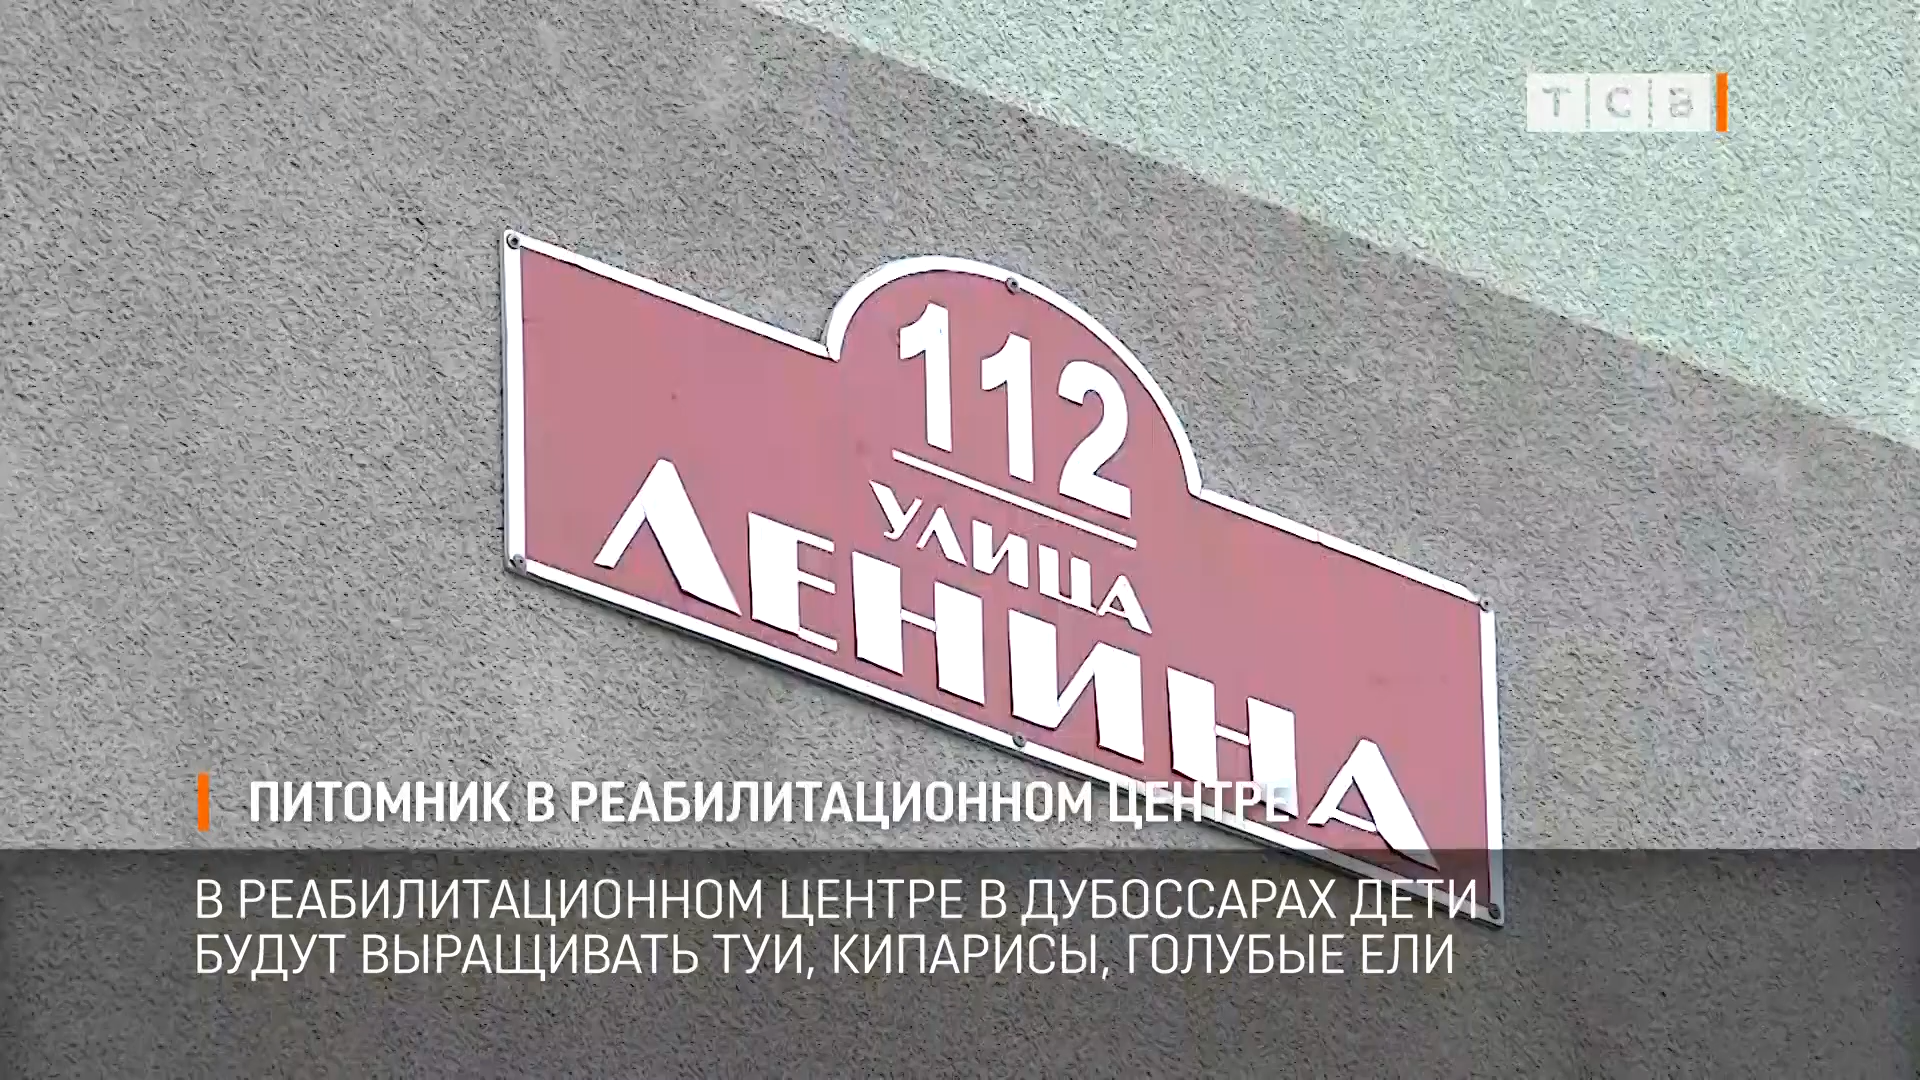 ТСВ
112
УЛИЦА
ЛЕНИНА
ПИТОМНИК В РЕАБИЛИТАЦИОННОМ ЦЕНТРЕ
В РЕАБИЛИТАЦИОННОМ ЦЕНТРЕ В ДУБОССАРАХ ДЕТИ
БУДУТ ВЫРАЩИВАТЬ ТУИ, КИПАРИСЫ, ГОЛУБЫЕ ЕЛИ